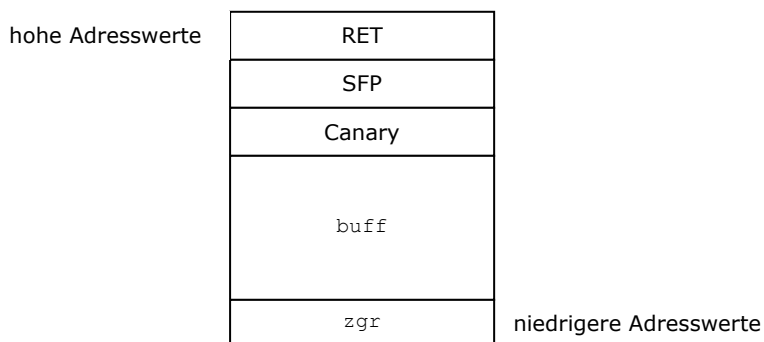 hohe Adresswerte RET
SFP
Canary
buff
zgr niedrigere Adresswerte